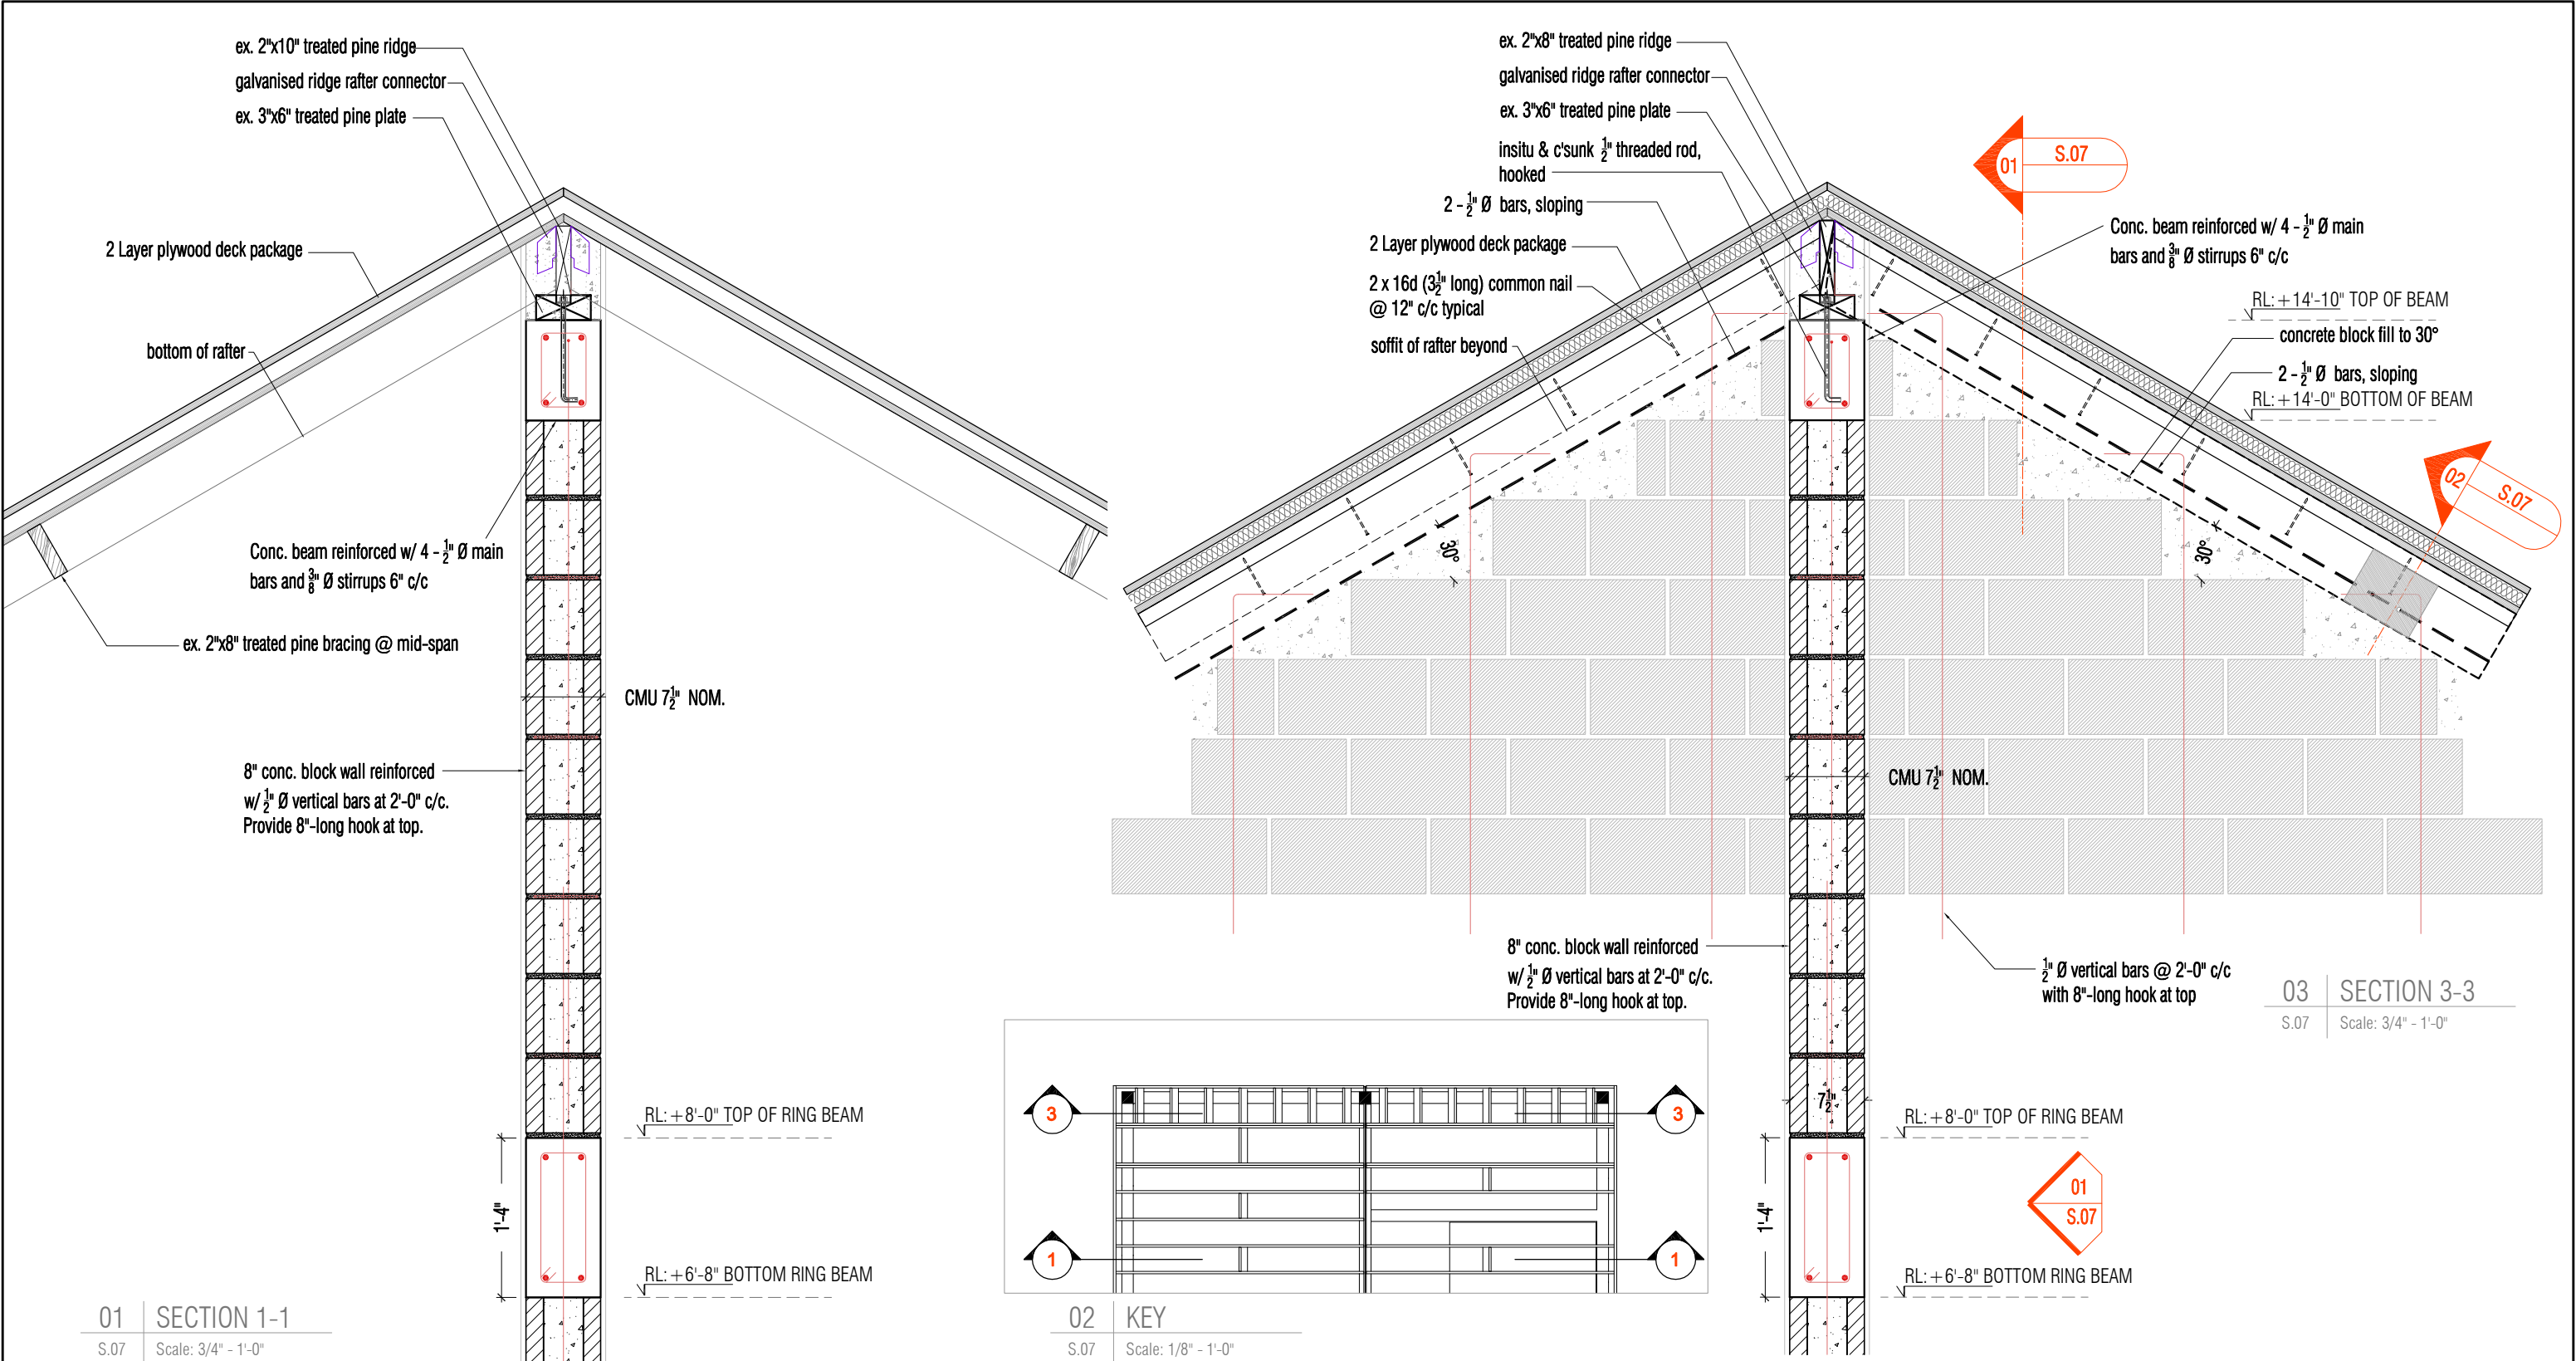 ex. 2"x10" treated pine ridge
galvanised ridge rafter connector
ex. 3"x6" treated pine plate
2 Layer plywood deck package
bottom of rafter
Conc. beam reinforced w/ 4 - ½" Ø main
bars and ⅜" Ø stirrups 6" c/c
ex. 2"x8" treated pine bracing @ mid-span
CMU 7½" NOM.
8" conc. block wall reinforced
w/ ½" Ø vertical bars at 2'-0" c/c.
Provide 8"-long hook at top.
RL: +8'-0" TOP OF RING BEAM
1'-4"
RL: +6'-8" BOTTOM RING BEAM
01 SECTION 1-1
S.07 Scale: 3/4" - 1'-0"
ex. 2"x8" treated pine ridge
galvanised ridge rafter connector
ex. 3"x6" treated pine plate
insitu & c'sunk ½" threaded rod,
hooked
2 - ½" Ø bars, sloping
2 Layer plywood deck package
2 x 16d (3½" long) common nail
@ 12" c/c typical
soffit of rafter beyond
01 S.07
Conc. beam reinforced w/ 4 - ½" Ø main
bars and ⅜" Ø stirrups 6" c/c
RL: +14'-10" TOP OF BEAM
concrete block fill to 30°
2 - ½" Ø bars, sloping
RL: +14'-0" BOTTOM OF BEAM
02 S.07
30°
30°
CMU 7½" NOM.
8" conc. block wall reinforced
w/ ½" Ø vertical bars at 2'-0" c/c.
Provide 8"-long hook at top.
½" Ø vertical bars @ 2'-0" c/c
with 8"-long hook at top
03 SECTION 3-3
S.07 Scale: 3/4" - 1'-0"
7½"
RL: +8'-0" TOP OF RING BEAM
1'-4"
01
S.07
RL: +6'-8" BOTTOM RING BEAM
3
3
1
1
02 KEY
S.07 Scale: 1/8" - 1'-0"